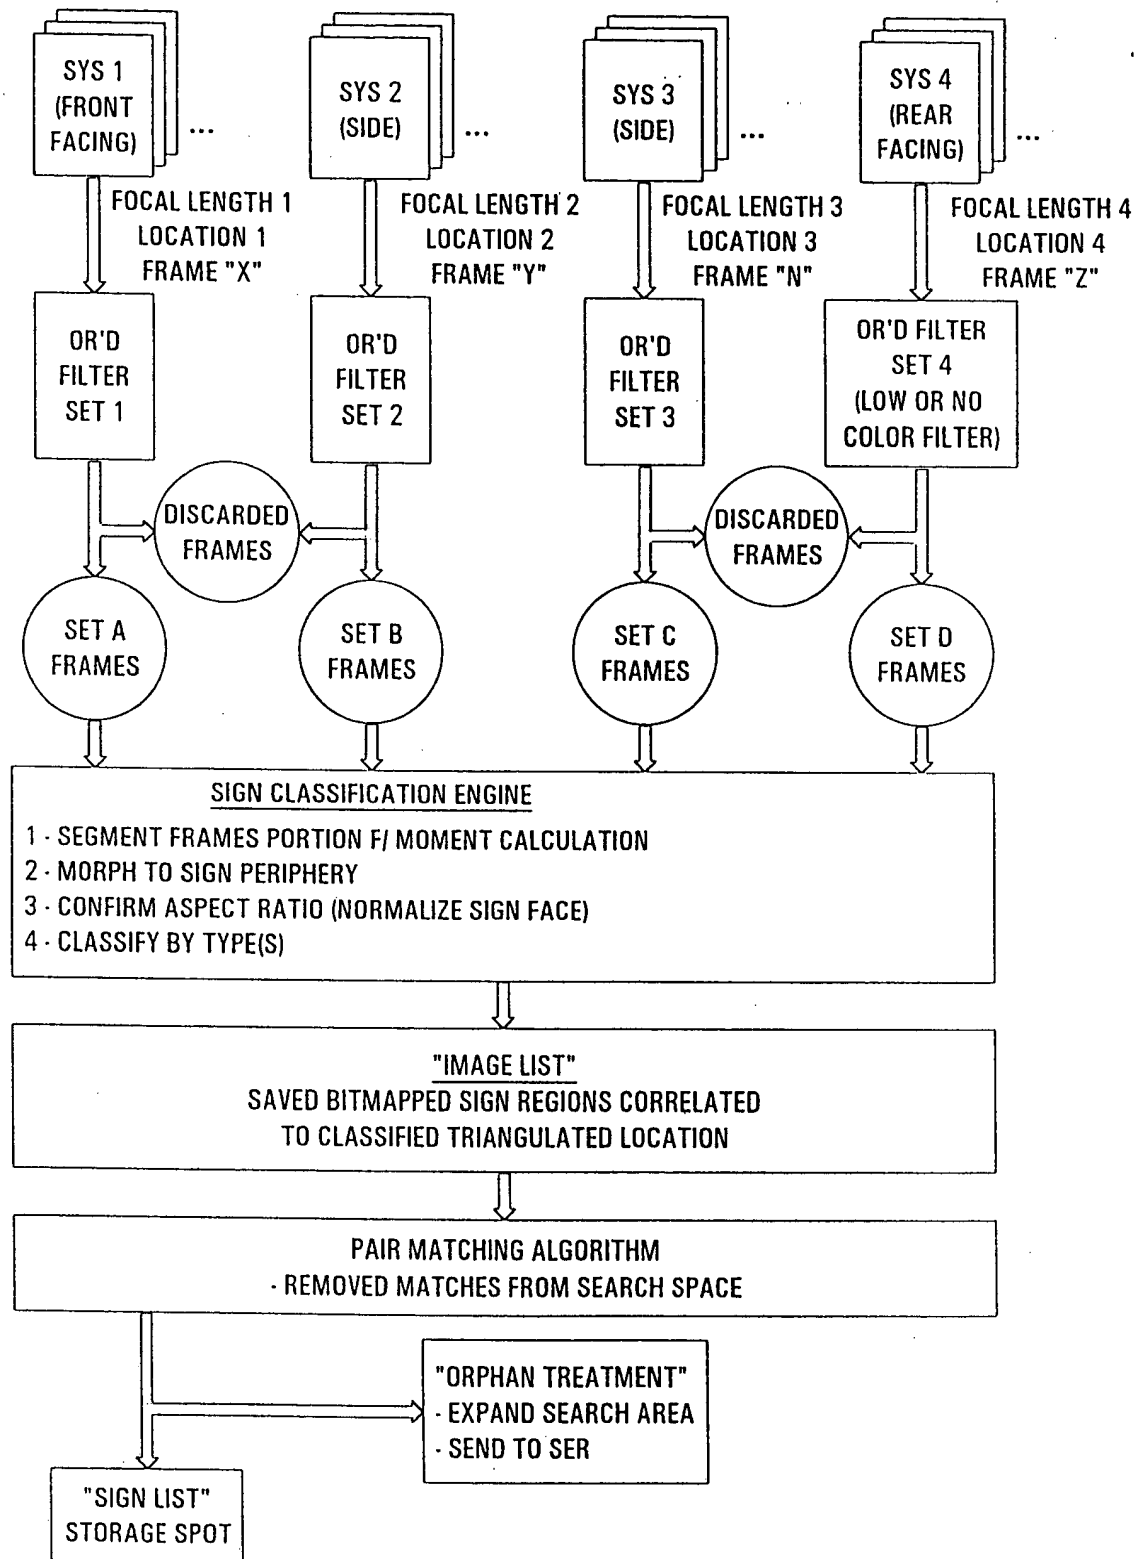 SYS 1
(FRONT
FACING)
...
SYS 2
(SIDE)
...
SYS 3
(SIDE)
...
SYS 4
(REAR
FACING)
...
FOCAL LENGTH 1
LOCATION 1
FRAME "X"
FOCAL LENGTH 2
LOCATION 2
FRAME "Y"
FOCAL LENGTH 3
LOCATION 3
FRAME "N"
FOCAL LENGTH 4
LOCATION 4
FRAME "Z"
OR'D
FILTER
SET 1
OR'D
FILTER
SET 2
OR'D
FILTER
SET 3
OR'D FILTER
SET 4
(LOW OR NO
COLOR FILTER)
DISCARDED
FRAMES
DISCARDED
FRAMES
SET A
FRAMES
SET B
FRAMES
SET C
FRAMES
SET D
FRAMES
SIGN CLASSIFICATION ENGINE
1 - SEGMENT FRAMES PORTION F/ MOMENT CALCULATION
2 - MORPH TO SIGN PERIPHERY
3 - CONFIRM ASPECT RATIO (NORMALIZE SIGN FACE)
4 - CLASSIFY BY TYPE(S)
"IMAGE LIST"
SAVED BITMAPPED SIGN REGIONS CORRELATED
TO CLASSIFIED TRIANGULATED LOCATION
PAIR MATCHING ALGORITHM
- REMOVED MATCHES FROM SEARCH SPACE
"ORPHAN TREATMENT"
- EXPAND SEARCH AREA
- SEND TO SER
"SIGN LIST"
STORAGE SPOT